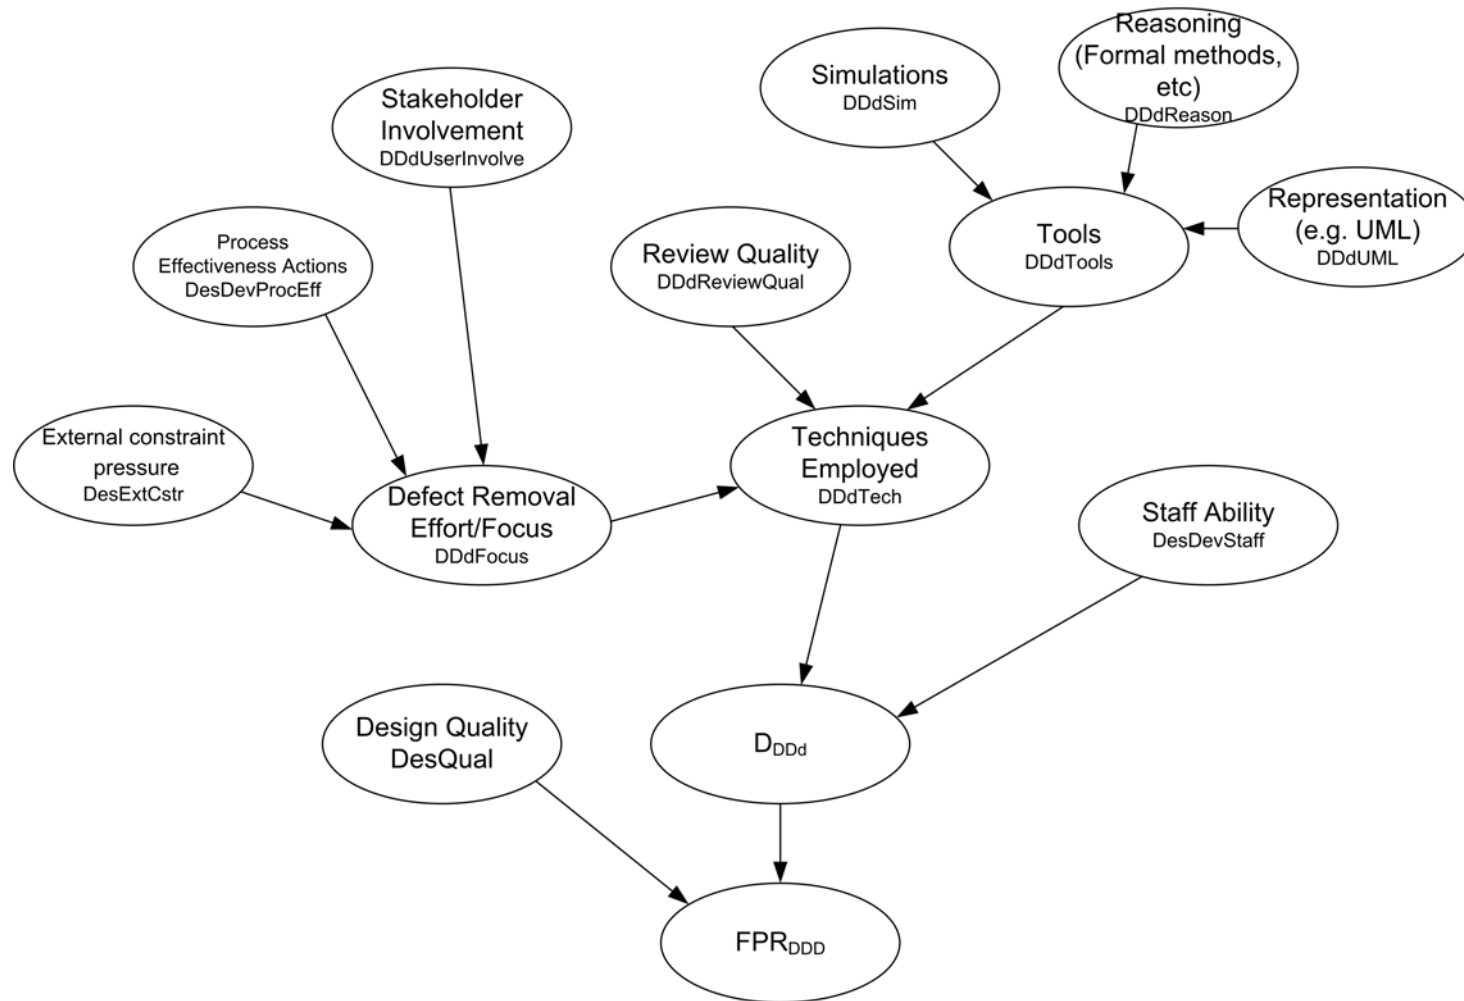 Reasoning
(Formal methods,
etc)
DDdReason
Simulations
DDdSim
Stakeholder
Involvement
DDdUserInvolve
Representation
(e.g. UML)
DDdUML
Tools
DDdTools
Process
Effectiveness Actions
DesDevProcEff
Review Quality
DDdReviewQual
External constraint
pressure
DesExtCstr
Techniques
Employed
DDdTech
Defect Removal
Effort/Focus
DDdFocus
Staff Ability
DesDevStaff
Design Quality
DesQual
DDDd
FPRDDD